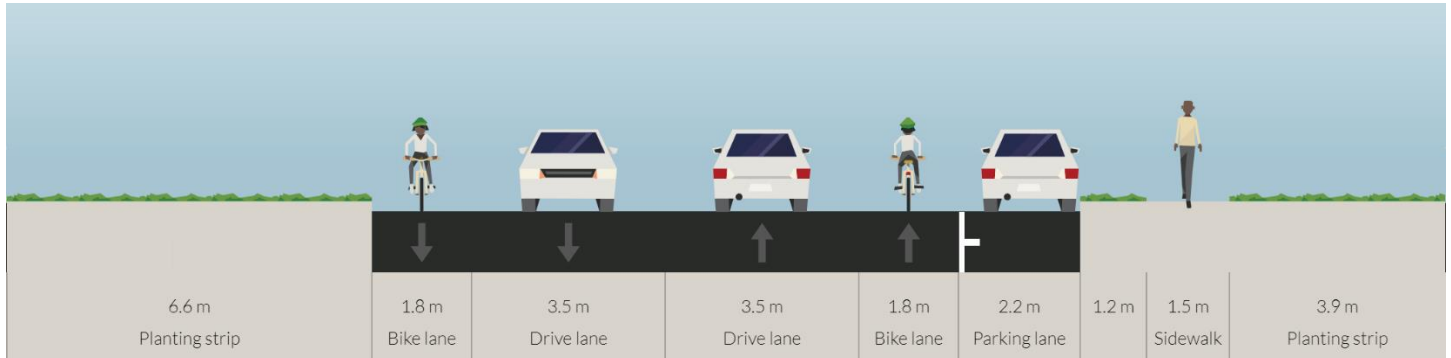 6.6 m
Planting strip
1.8 m
Bike lane
3.5 m
Drive lane
3.5 m
Drive lane
1.8 m
Bike lane
2.2 m
Parking lane
1.2 m
1.5 m
Sidewalk
3.9 m
Planting strip